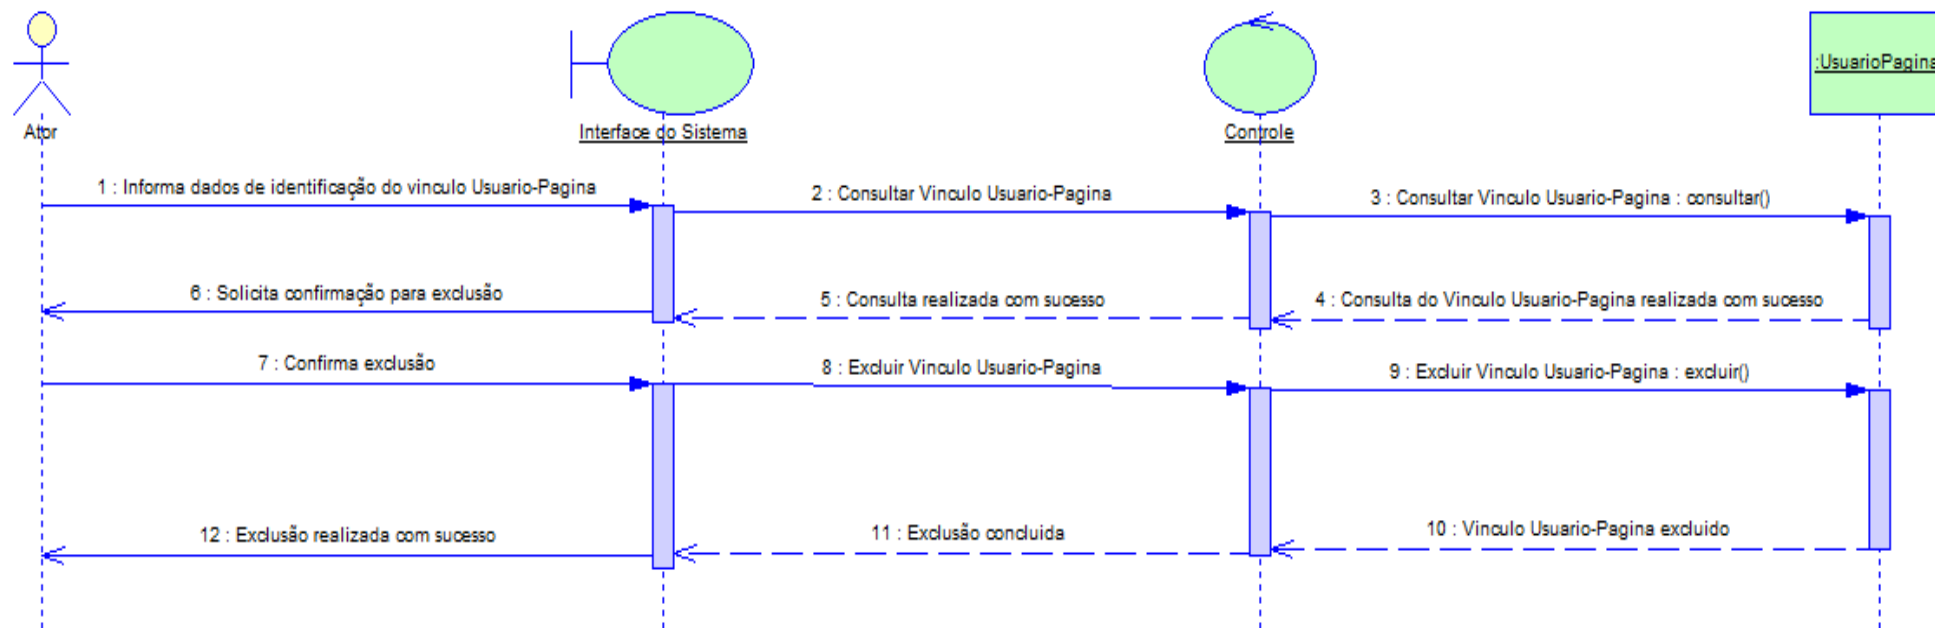 Ator
Interface do Sistema
Controle
:UsuarioPagina
1 : Informa dados de identificação do vinculo Usuario-Pagina
2 : Consultar Vinculo Usuario-Pagina
3 : Consultar Vinculo Usuario-Pagina : consultar()
6 : Solicita confirmação para exclusão
5 : Consulta realizada com sucesso
4 : Consulta do Vinculo Usuario-Pagina realizada com sucesso
7 : Confirma exclusão
8 : Excluir Vinculo Usuario-Pagina
9 : Excluir Vinculo Usuario-Pagina : excluir()
12 : Exclusão realizada com sucesso
11 : Exclusão concluida
10 : Vinculo Usuario-Pagina excluido